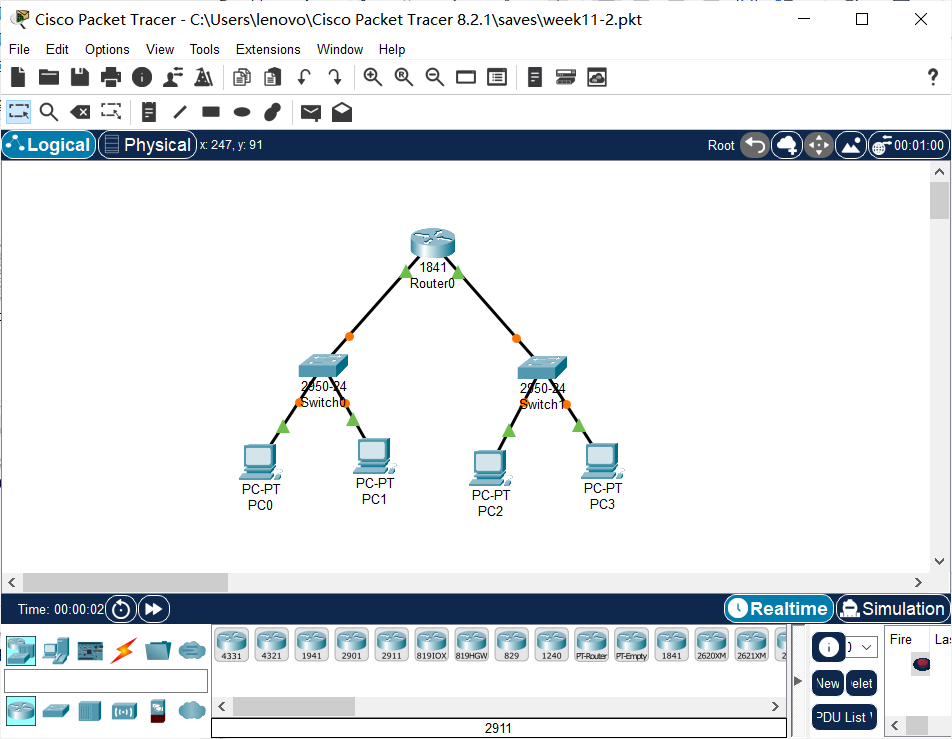 Cisco Packet Tracer - C:\Users\lenovo\Cisco Packet Tracer 8.2.1\saves\week11-2.pkt
File Edit Options View Tools Extensions Window Help
Logical Physical x: 247, y: 91 Root 00:01:00
1841
Router0
2950-24
Switch0
2950-24
Switch1
PC-PT
PC0
PC-PT
PC1
PC-PT
PC2
PC-PT
PC3
Time: 00:00:02 Realtime Simulation
4331 4321 1941 2901 2911 819IOX 819HGW 829 1240 PT-Router PT-Empty 1841 2620XM 2621XM 2
2911
Fire Las
New elet
PDU List